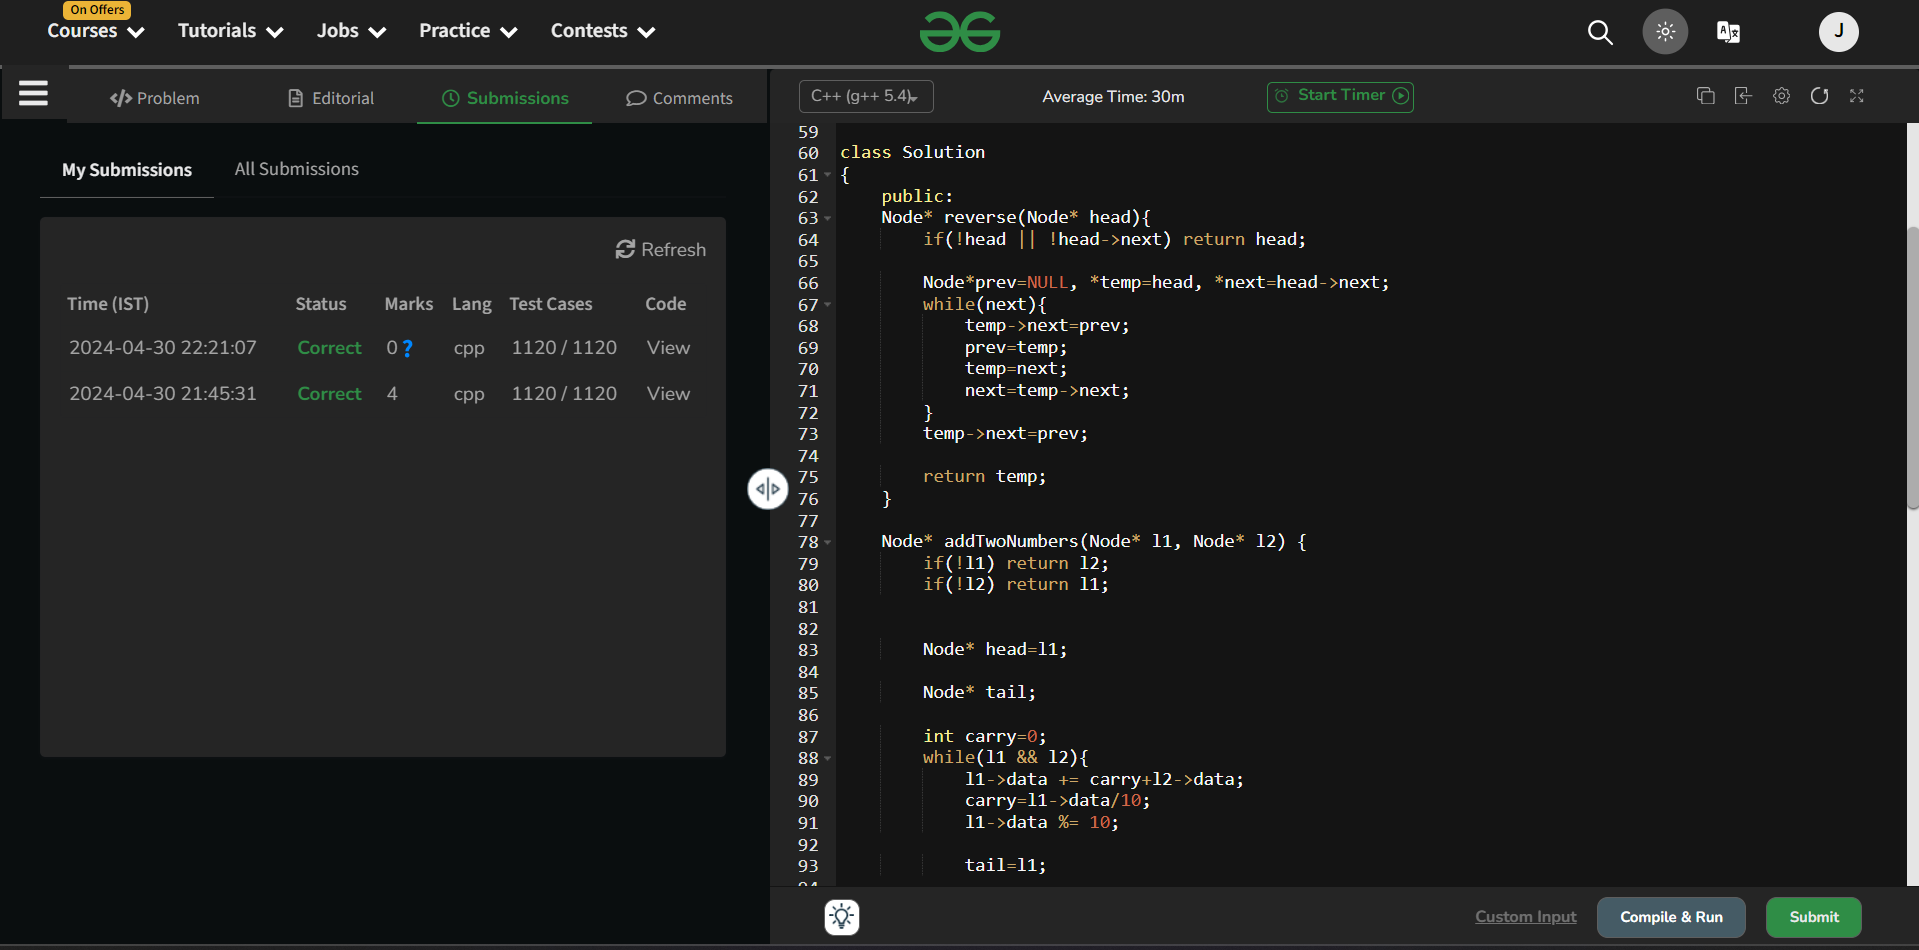 On Offers
Courses Tutorials Jobs Practice Contests
J
Problem Editorial Submissions Comments
C++ (g++ 5.4) Average Time: 30m Start Timer
My Submissions All Submissions
Refresh
Time (IST) Status Marks Lang Test Cases Code
2024-04-30 22:21:07 Correct 0 ? cpp 1120 / 1120 View
2024-04-30 21:45:31 Correct 4 cpp 1120 / 1120 View
59
60 class Solution
61 {
62 public:
63 Node* reverse(Node* head){
64 if(!head || !head->next) return head;
65
66 Node*prev=NULL, *temp=head, *next=head->next;
67 while(next){
68 temp->next=prev;
69 prev=temp;
70 temp=next;
71 next=temp->next;
72 }
73 temp->next=prev;
74
75 return temp;
76 }
77
78 Node* addTwoNumbers(Node* l1, Node* l2) {
79 if(!l1) return l2;
80 if(!l2) return l1;
81
82
83 Node* head=l1;
84
85 Node* tail;
86
87 int carry=0;
88 while(l1 && l2){
89 l1->data += carry+l2->data;
90 carry=l1->data/10;
91 l1->data %= 10;
92
93 tail=l1;
Custom Input Compile & Run Submit